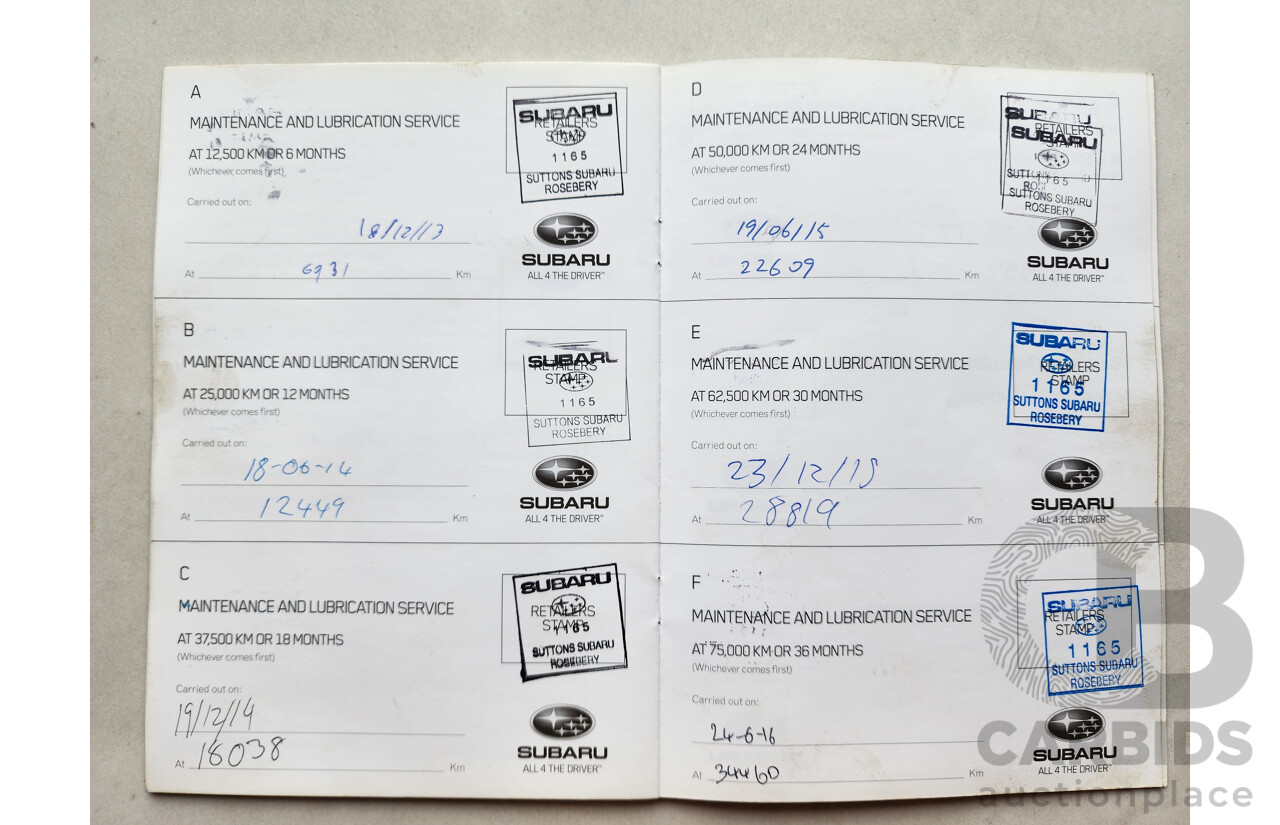 A
MAINTENANCE AND LUBRICATION SERVICE
AT 12,500 KM OR 6 MONTHS
(Whichever comes first)
Carried out on:
18/12/13
At 6931 Km
SUBARU
RETAILERS
STAMP
1165
SUTTONS SUBARU
ROSEBERY
SUBARU
ALL 4 THE DRIVER™
B
MAINTENANCE AND LUBRICATION SERVICE
AT 25,000 KM OR 12 MONTHS
(Whichever comes first)
Carried out on:
18-06-14
At 12449 Km
SUBARU
RETAILERS
STAMP
1165
SUTTONS SUBARU
ROSEBERY
SUBARU
ALL 4 THE DRIVER™
C
MAINTENANCE AND LUBRICATION SERVICE
AT 37,500 KM OR 18 MONTHS
(Whichever comes first)
Carried out on:
19/12/14
At 18038 Km
SUBARU
RETAILERS
STAMP
1165
SUTTONS SUBARU
ROSEBERY
SUBARU
ALL 4 THE DRIVER™
D
MAINTENANCE AND LUBRICATION SERVICE
AT 50,000 KM OR 24 MONTHS
(Whichever comes first)
Carried out on:
19/06/15
At 22609 Km
SUBARU
RETAILERS
STAMP
SUBARU
1165
SUTTONS SUBARU
ROSEBERY
SUBARU
ALL 4 THE DRIVER™
E
MAINTENANCE AND LUBRICATION SERVICE
AT 62,500 KM OR 30 MONTHS
(Whichever comes first)
Carried out on:
23/12/15
At 28819 Km
SUBARU
RETAILERS
STAMP
1165
SUTTONS SUBARU
ROSEBERY
SUBARU
ALL 4 THE DRIVER™
F
MAINTENANCE AND LUBRICATION SERVICE
AT 75,000 KM OR 36 MONTHS
(Whichever comes first)
Carried out on:
24-6-16
At 34460 Km
SUBARU
RETAILERS
STAMP
1165
SUTTONS SUBARU
ROSEBERY
SUBARU
ALL 4 THE DRIVER™
CARBIDS
auctionplace